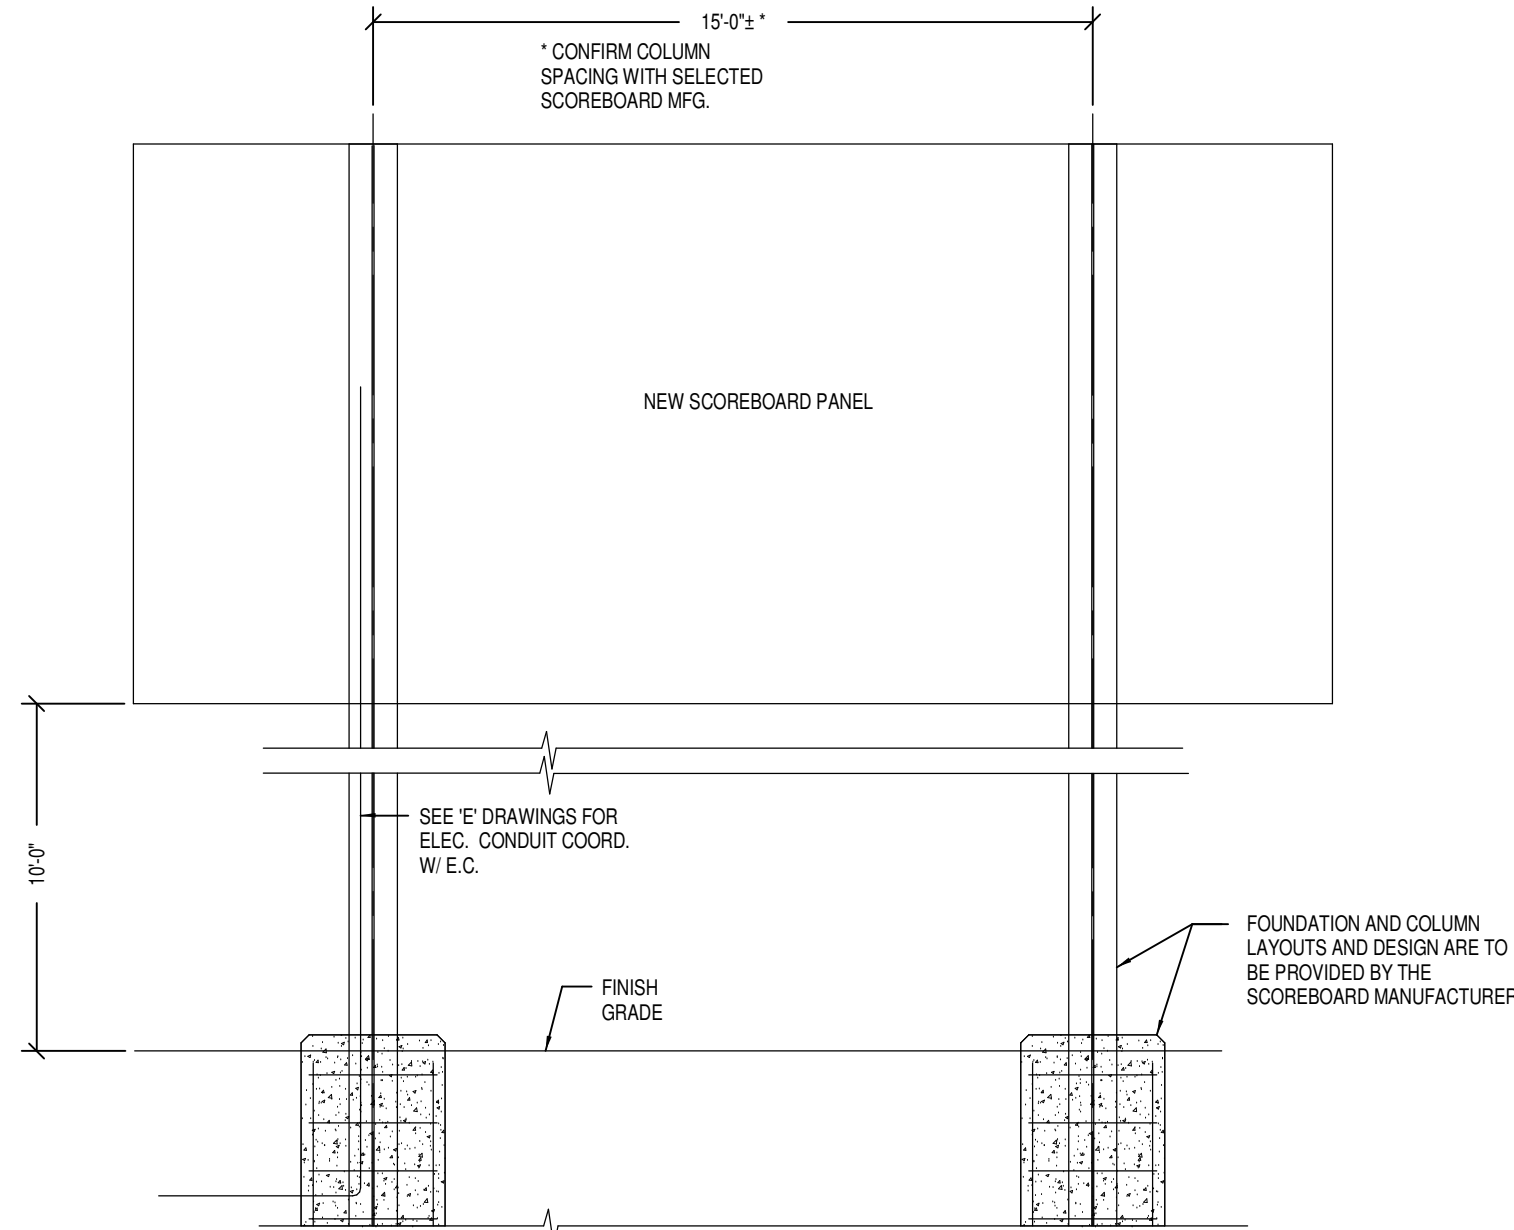 15'-0"± *
* CONFIRM COLUMN
SPACING WITH SELECTED
SCOREBOARD MFG.
NEW SCOREBOARD PANEL
SEE 'E' DRAWINGS FOR
ELEC. CONDUIT COORD.
W/ E.C.
10'-0"
FOUNDATION AND COLUMN
LAYOUTS AND DESIGN ARE TO
BE PROVIDED BY THE
SCOREBOARD MANUFACTURER
FINISH
GRADE